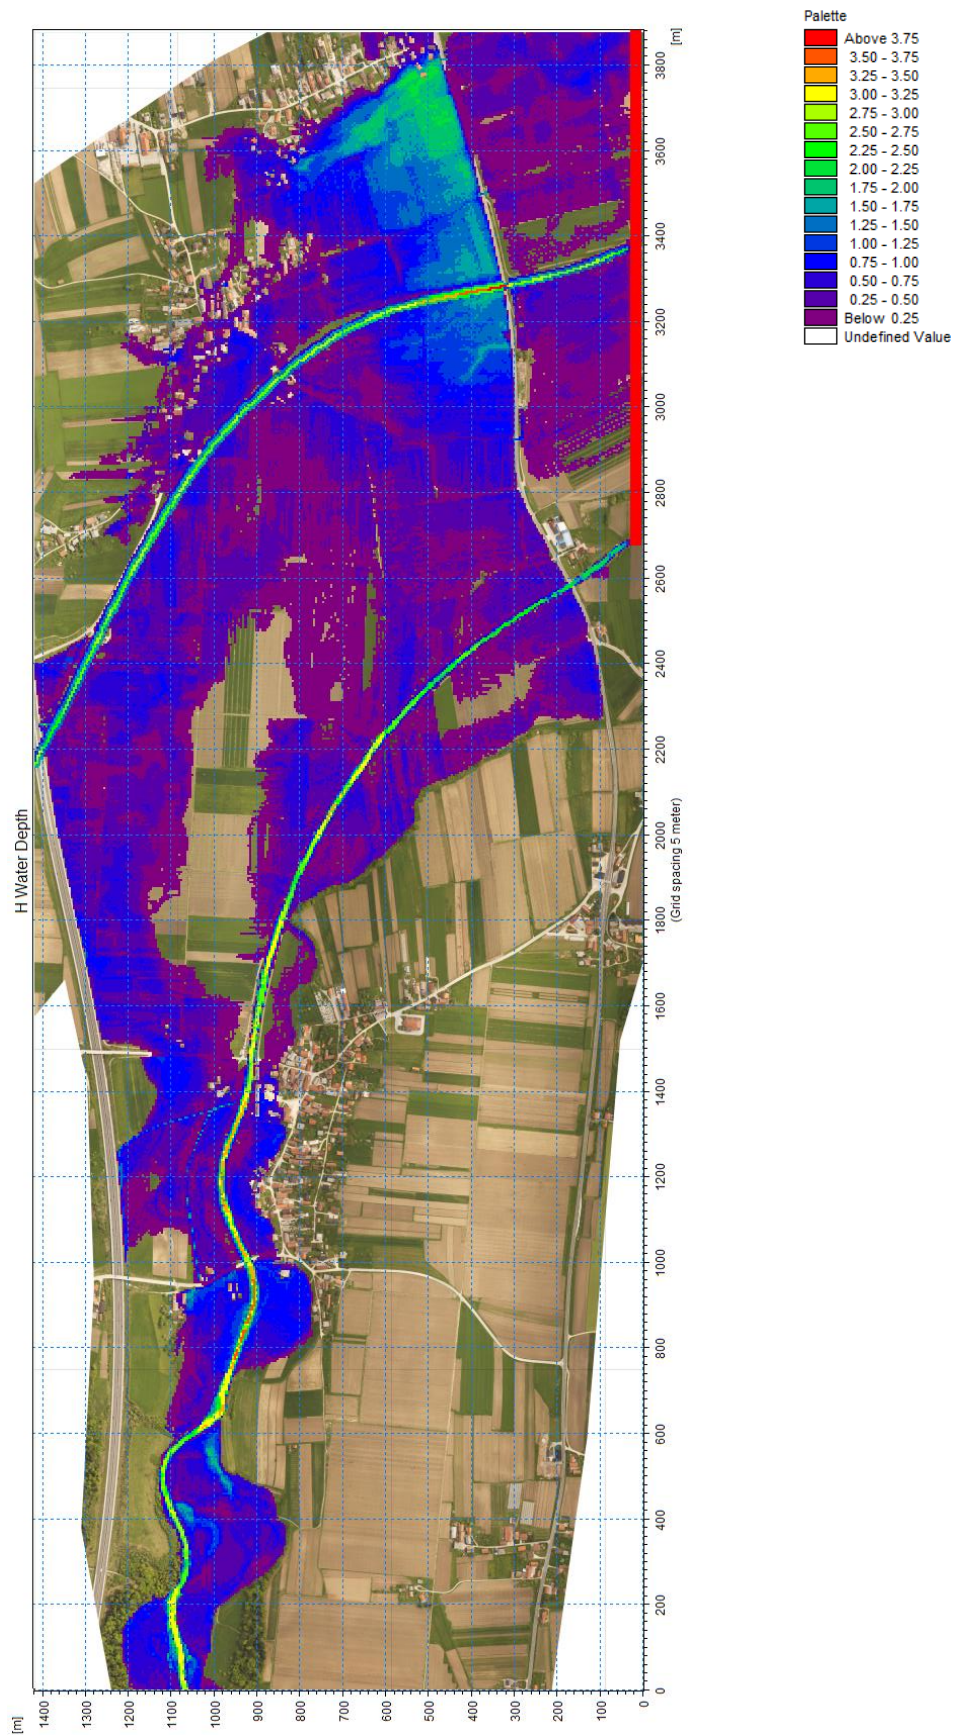 Palette
Above 3.75
3.50 - 3.75
3.25 - 3.50
3.00 - 3.25
2.75 - 3.00
2.50 - 2.75
2.25 - 2.50
2.00 - 2.25
1.75 - 2.00
1.50 - 1.75
1.25 - 1.50
1.00 - 1.25
0.75 - 1.00
0.50 - 0.75
0.25 - 0.50
Below 0.25
Undefined Value
H Water Depth
[m]
3800
3600
3400
3200
3000
2800
2600
2400
2200
2000
1800
1600
1400
1200
1000
800
600
400
200
0
(Grid spacing 5 meter)
[m]
1400
1300
1200
1100
1000
900
800
700
600
500
400
300
200
100
0